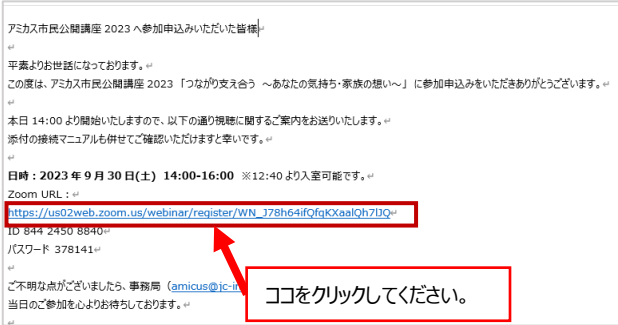 アミカス市民公開講座 2023 へ参加申込みいただいた皆様
平素よりお世話になっております。
この度は、アミカス市民公開講座 2023 「つながり支え合う ～あなたの気持ち・家族の想い～」 に参加申込みをいただきありがとうございます。
本日 14:00 より開始いたしますので、以下の通り視聴に関するご案内をお送りいたします。
添付の接続マニュアルも併せてご確認いただけますと幸いです。
日時：2023 年 9 月 30 日(土) 14:00-16:00 ※12:40 より入室可能です。
Zoom URL：
https://us02web.zoom.us/webinar/register/WN_J78h64ifQfqKXaalQh7lJQ
ID 844 2450 8840
パスワード 378141
ご不明な点がございましたら、事務局（amicus@jc-in
ココをクリックしてください。
当日のご参加を心よりお待ちしております。